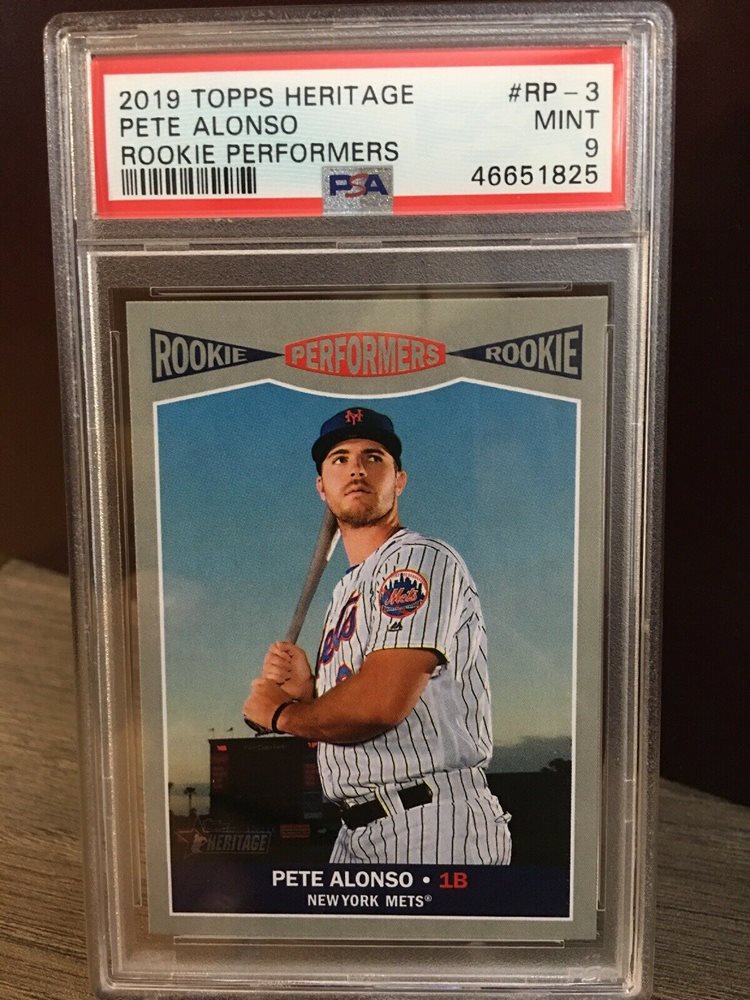 2019 TOPPS HERITAGE #RP-3
PETE ALONSO MINT
ROOKIE PERFORMERS 9
PSA 46651825
ROOKIE PERFORMERS ROOKIE
NY
Mets
ets
HERITAGE
PETE ALONSO • 1B
NEW YORK METS®